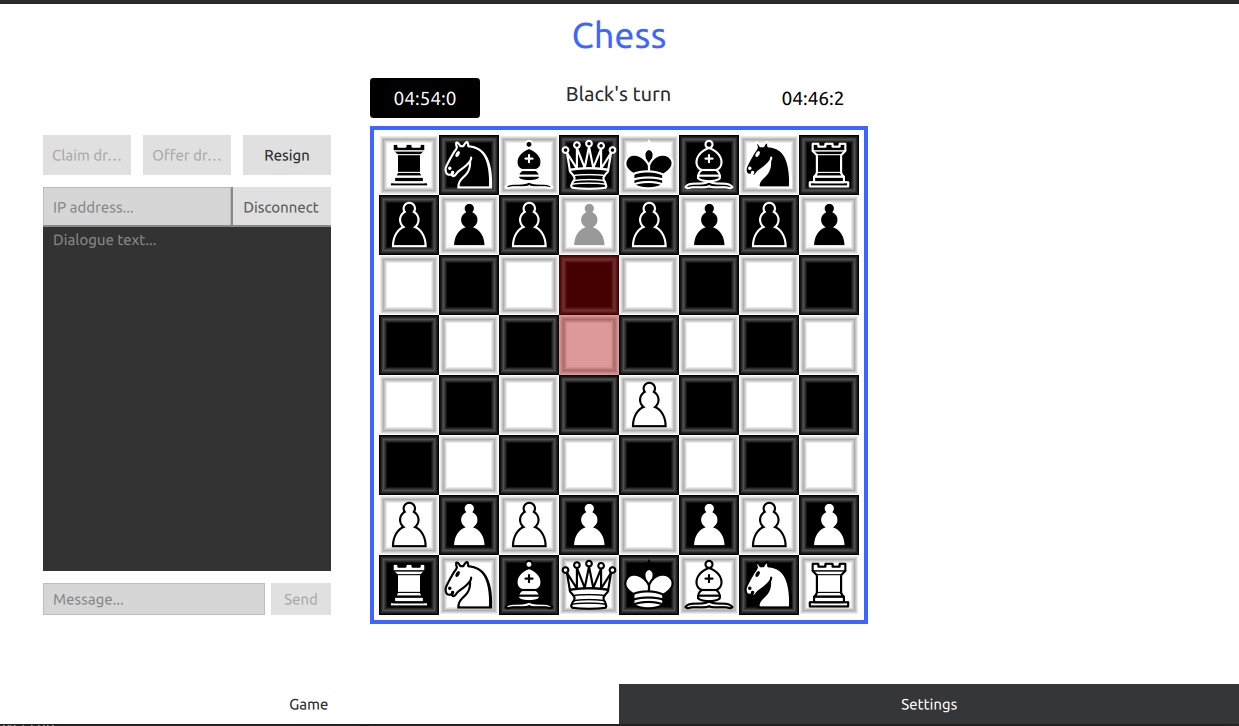 Chess
04:54:0
Black's turn
04:46:2
Claim dr...
Offer dr...
Resign
IP address...
Disconnect
Dialogue text...
Message...
Send
Game
Settings